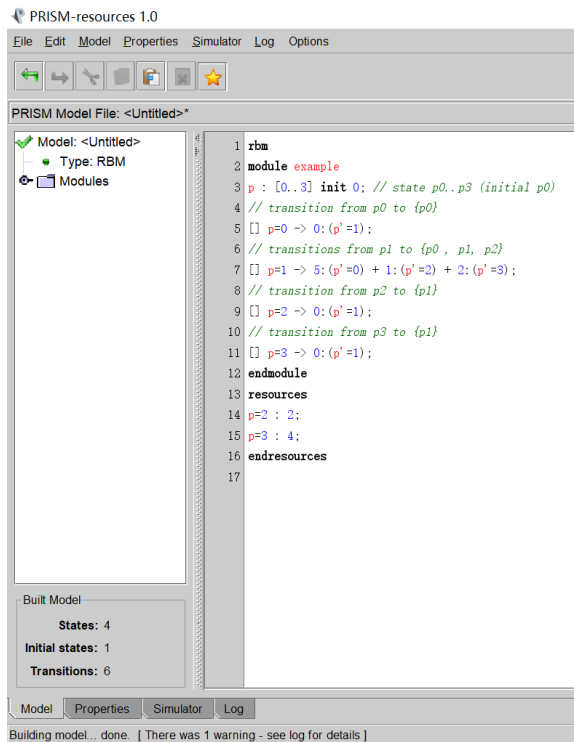 PRISM-resources 1.0
File Edit Model Properties Simulator Log Options
PRISM Model File: <Untitled>*
Model: <Untitled>
Type: RBM
Modules
1 rbm
2 module example
3 p : [0..3] init 0; // state p0..p3 (initial p0)
4 // transition from p0 to {p0}
5 [] p=0 -> 0:(p'=1);
6 // transitions from p1 to {p0 , p1, p2}
7 [] p=1 -> 5:(p'=0) + 1:(p'=2) + 2:(p'=3);
8 // transition from p2 to {p1}
9 [] p=2 -> 0:(p'=1);
10 // transition from p3 to {p1}
11 [] p=3 -> 0:(p'=1);
12 endmodule
13 resources
14 p=2 : 2;
15 p=3 : 4;
16 endresources
17
Built Model
States: 4
Initial states: 1
Transitions: 6
Model Properties Simulator Log
Building model... done. [ There was 1 warning - see log for details ]